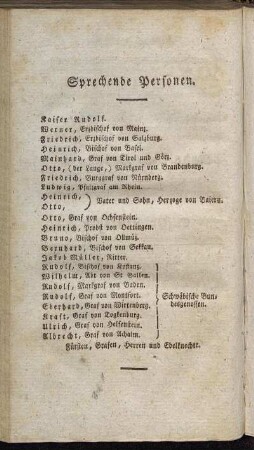 Sprechende Personen.
Kaiser Rudolf.
Werner, Erzbischof von Mainz.
Friedrich, Erzbischof von Salzburg.
Heinrich, Bischof von Basel.
Mainhard, Graf von Tirol und Görz.
Otto, (der Lange,) Markgraf von Brandenburg.
Friedrich, Burggraf von Nürnberg.
Ludwig, Pfalzgraf am Rhein.
Heinrich,
Otto, ) Vater und Sohn, Herzoge von Baiern.
Otto, Graf von Ochsenstein.
Heinrich, Probst von Oettingen.
Bruno, Bischof von Ollmüz.
Bernhard, Bischof von Sekkau.
Jakob Müller, Ritter.
Rudolf, Bischof von Kostanz.
Wilhelm, Abt von St. Gallen.
Rudolf, Markgraf von Baden.
Rudolf, Graf von Montfort.
Eberhard, Graf von Wirtemberg.
Kraft, Graf von Toggenburg.
Ulrich, Graf von Helfenstein.
Albrecht, Graf von Achalm.
Schwäbische Bundesgenossen.
Fürsten, Grafen, Herren und Edelknechte.